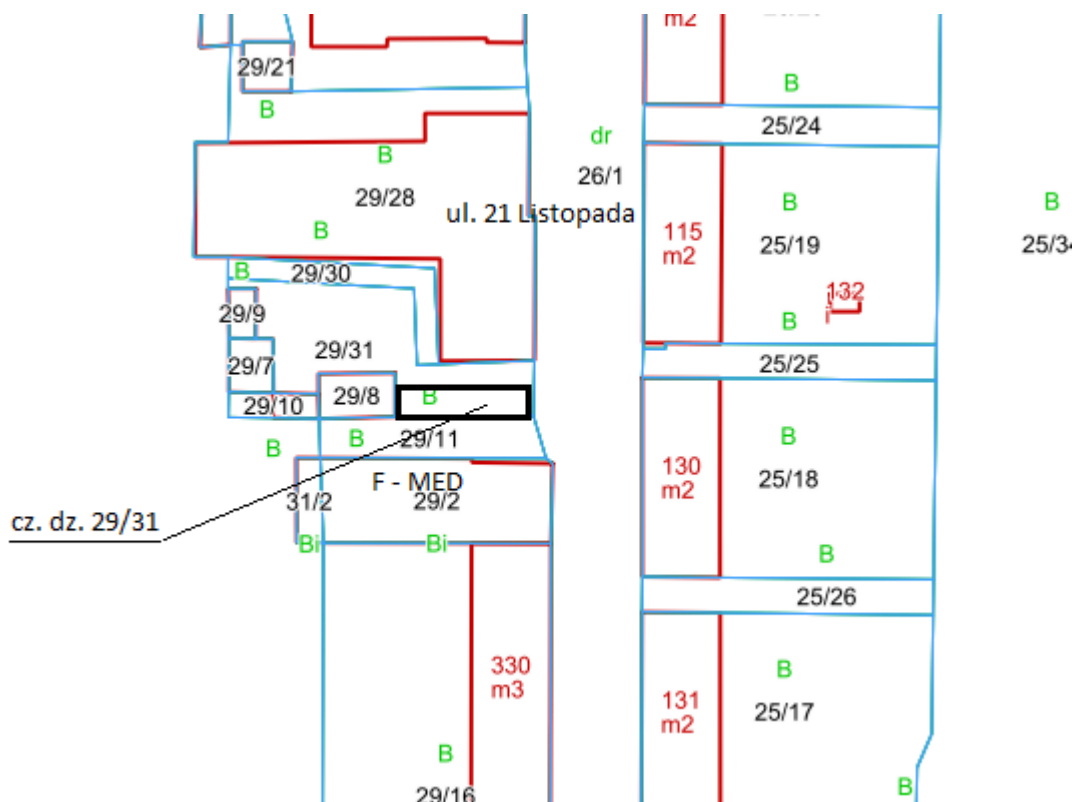 m2
29/21
B
B
dr
25/24
B
26/1
29/28
B
B
ul. 21 Listopada
B
115
m2
25/19
25/34
B
29/30
132
29/9
B
29/31
25/25
29/7
29/8
B
29/10
B
B
29/11
B
130
m2
25/18
F - MED
31/2
29/2
cz. dz. 29/31
Bi
Bi
B
25/26
330
m3
B
131
m2
25/17
B
B
29/16